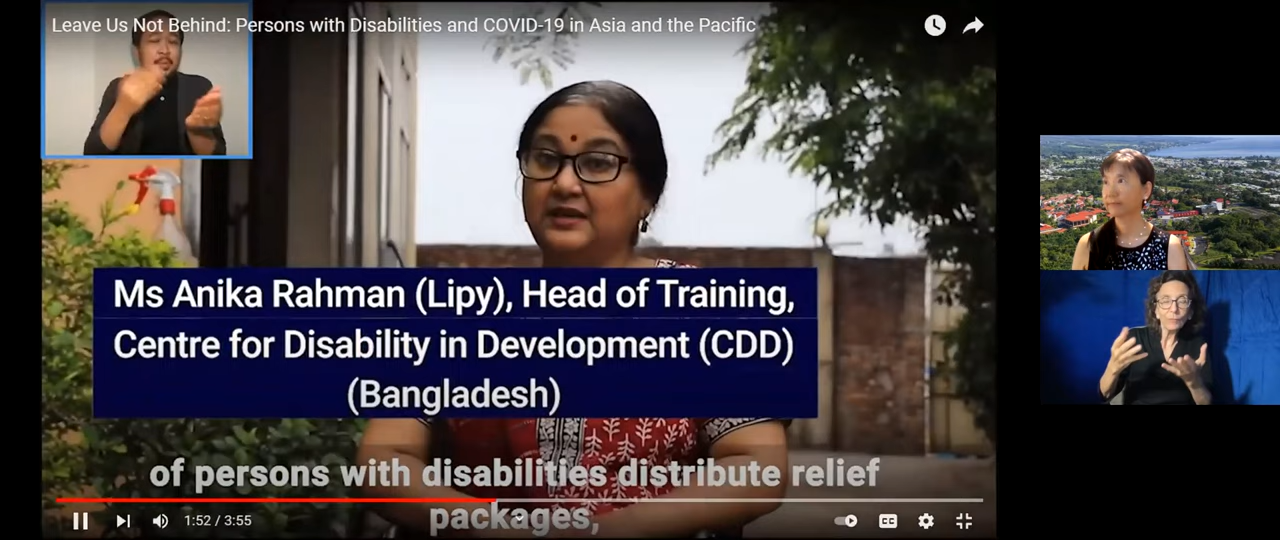 Leave Us Not Behind: Persons with Disabilities and COVID-19 in Asia and the Pacific
Ms Anika Rahman (Lipy), Head of Training,
Centre for Disability in Development (CDD)
(Bangladesh)
of persons with disabilities distribute relief
packages,
1:52 / 3:55
CC